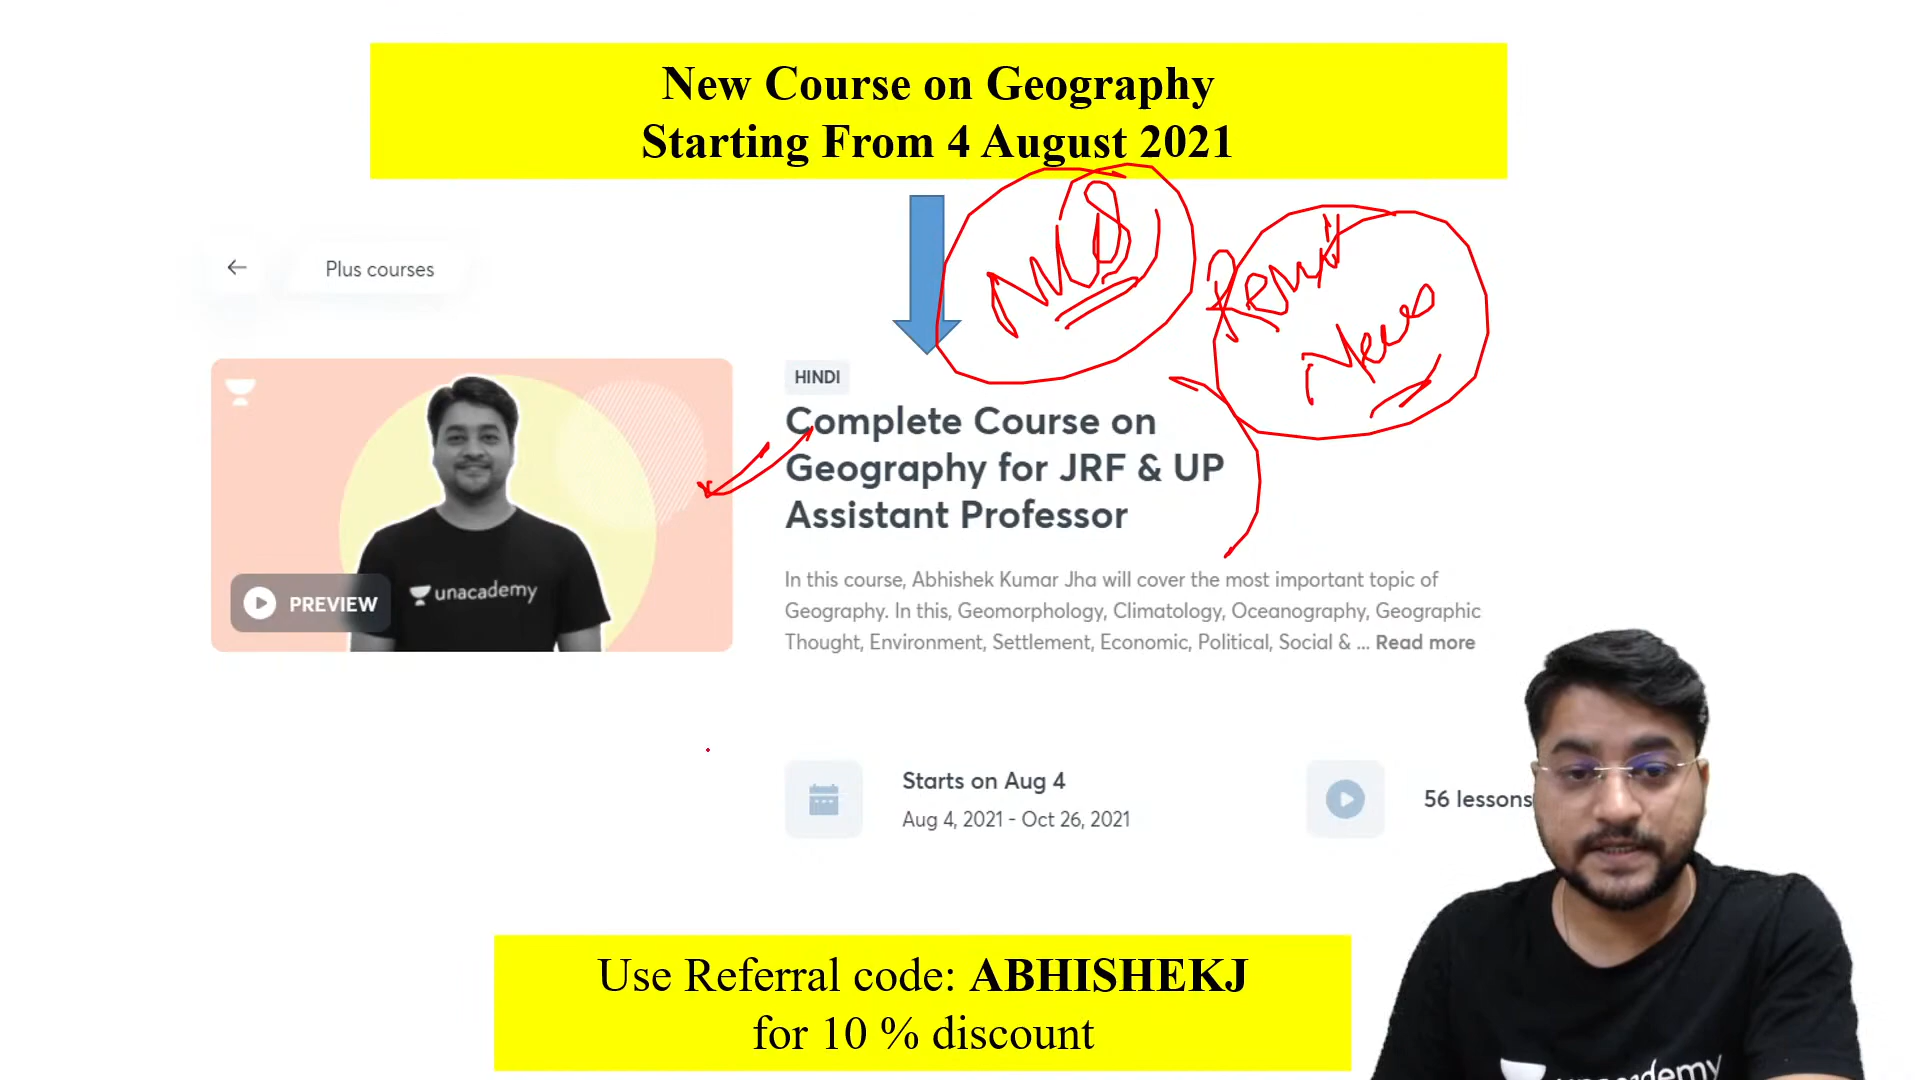 New Course on Geography
Starting From 4 August 2021
Plus courses
HINDI
Complete Course on
Geography for JRF & UP
Assistant Professor
In this course, Abhishek Kumar Jha will cover the most important topic of
Geography. In this, Geomorphology, Climatology, Oceanography, Geographic
Thought, Environment, Settlement, Economic, Political, Social & ... Read more
unacademy
PREVIEW
Starts on Aug 4
Aug 4, 2021 - Oct 26, 2021
56 lessons
Use Referral code: ABHISHEKJ
for 10 % discount
unacademy